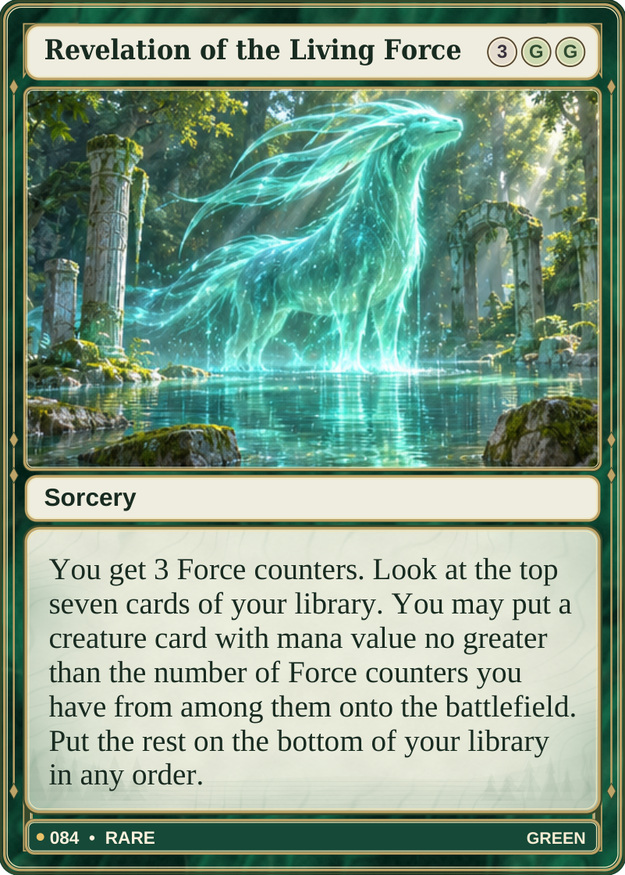 Revelation of the Living Force 3 G G
Sorcery
You get 3 Force counters. Look at the top
seven cards of your library. You may put a
creature card with mana value no greater
than the number of Force counters you
have from among them onto the battlefield.
Put the rest on the bottom of your library
in any order.
084 • RARE
GREEN